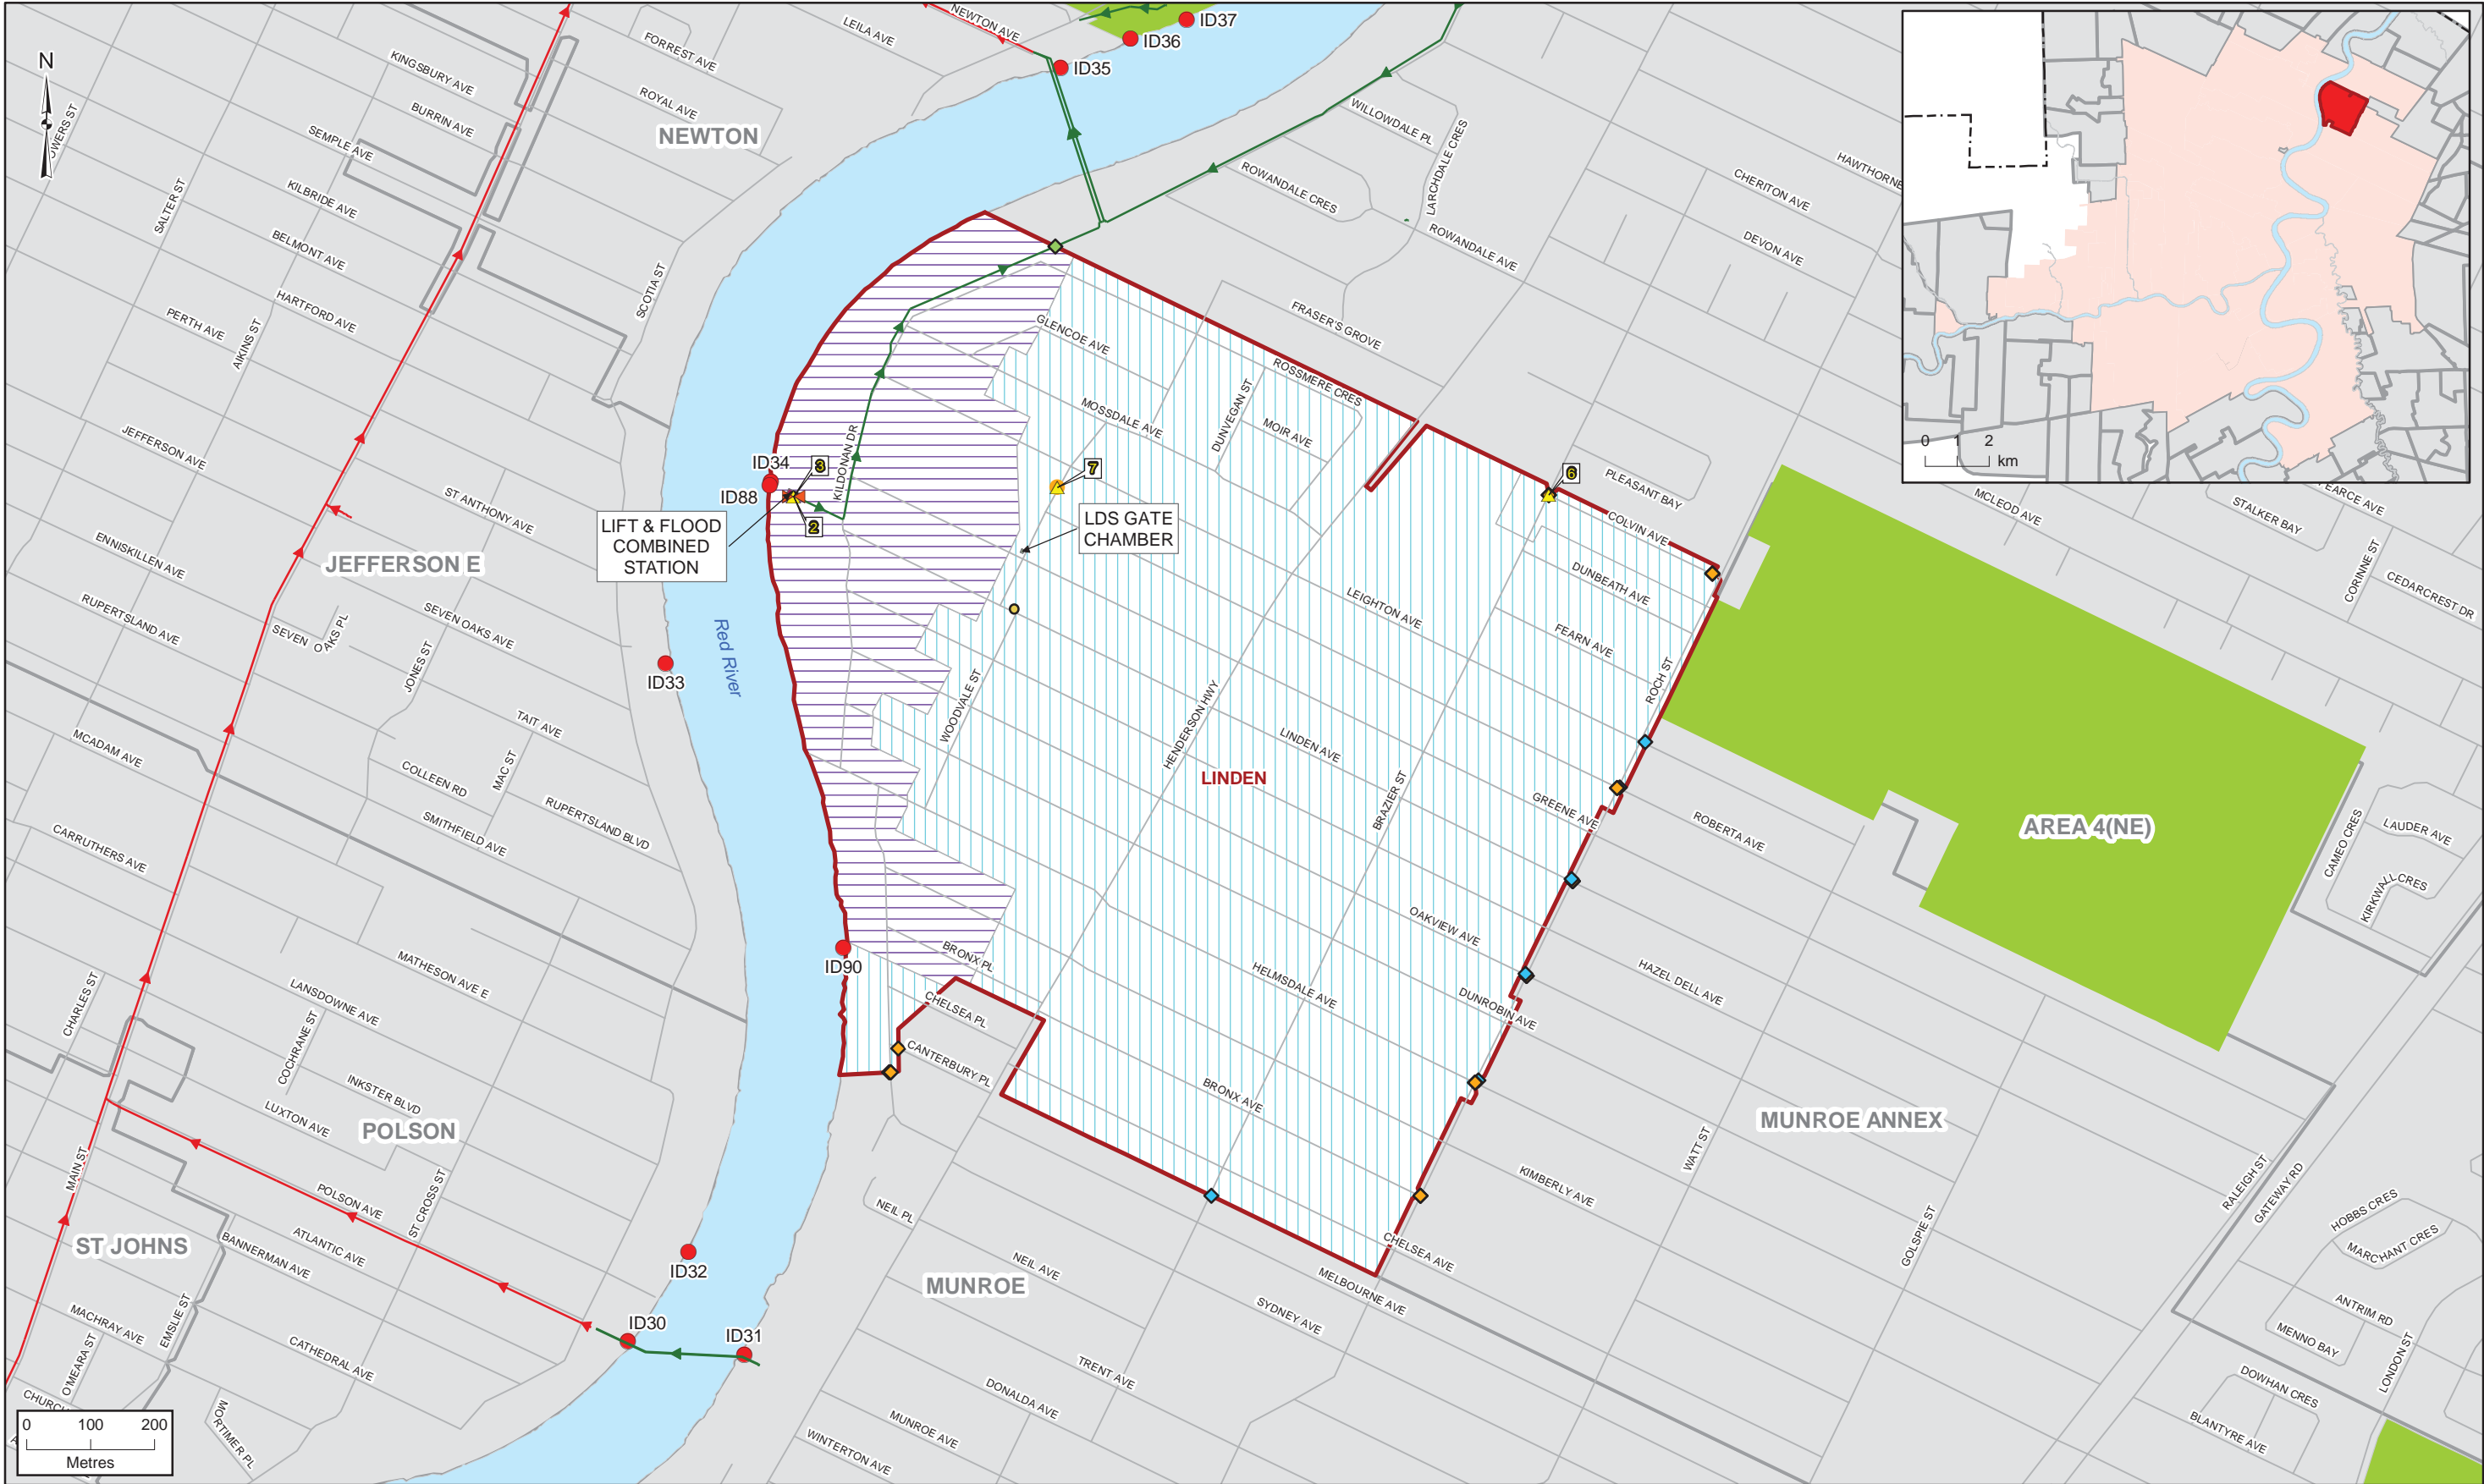 N
LEILA AVE
NEWTON AVE
ID37
ID36
ID35
FORREST AVE
KINGSBURY AVE
BURRIN AVE
ROYAL AVE
NEWTON
SEMPLE AVE
SALTER ST
KILBRIDE AVE
BELMONT AVE
HARTFORD AVE
PERTH AVE
AIKINS ST
SCOTIA ST
WILLOWDALE PL
LARCHDALE CRES
ROWANDALE CRES
ROWANDALE AVE
HAWTHORNE
CHERITON AVE
DEVON AVE
FRASER'S GROVE
0 1 2
km
GLENCOE AVE
ROSSMERE CRES
MOSSDALE AVE
DUNVEGAN ST
MOIR AVE
KILDONAN DR
ID34
ID88
3
2
7
6
LIFT & FLOOD
COMBINED
STATION
LDS GATE
CHAMBER
PLEASANT BAY
COLVIN AVE
MCLEOD AVE
PEARCE AVE
STALKER BAY
CORINNE ST
CEDARCREST DR
JEFFERSON AVE
ST ANTHONY AVE
ENNISKILLEN AVE
JEFFERSON E
RUPERTSLAND AVE
SEVEN OAKS PL
SEVEN OAKS AVE
JONES ST
ID33
Red River
DUNBEATH AVE
LEIGHTON AVE
FEARN AVE
ROCH ST
WOODVALE ST
HENDERSON HWY
LINDEN AVE
LINDEN
BRAZIER ST
GREENE AVE
ROBERTA AVE
AREA 4(NE)
CAMEO CRES
LAUDER AVE
KIRKWALL CRES
TAIT AVE
MCADAM AVE
COLLEEN RD
MAC ST
RUPERTSLAND BLVD
SMITHFIELD AVE
CARRUTHERS AVE
OAKVIEW AVE
HELMSDALE AVE
DUNROBIN AVE
HAZEL DELL AVE
BRONX PL
ID90
CHELSEA PL
CANTERBURY PL
BRONX AVE
MATHESON AVE E
CHARLES ST
LANSDOWNE AVE
COCHRANE ST
INKSTER BLVD
LUXTON AVE
POLSON
MAIN ST
POLSON AVE
ST CROSS ST
ST JOHNS
ATLANTIC AVE
BANNERMAN AVE
MACHRAY AVE
EMSLIE ST
O'MEARA ST
CATHEDRAL AVE
MORTIMER PL
ID32
ID30
ID31
MUNROE ANNEX
WATT ST
KIMBERLY AVE
GOLSPIE ST
RALEIGH ST
GATEWAY RD
HOBBS CRES
MARCHANT CRES
ANTRIM RD
MENNO BAY
LONDON ST
DOWHAN CRES
BLANTYRE AVE
CHELSEA AVE
MELBOURNE AVE
NEIL PL
NEIL AVE
MUNROE
SYDNEY AVE
TRENT AVE
DONALDA AVE
MUNROE AVE
WINTERTON AVE
0 100 200
Metres